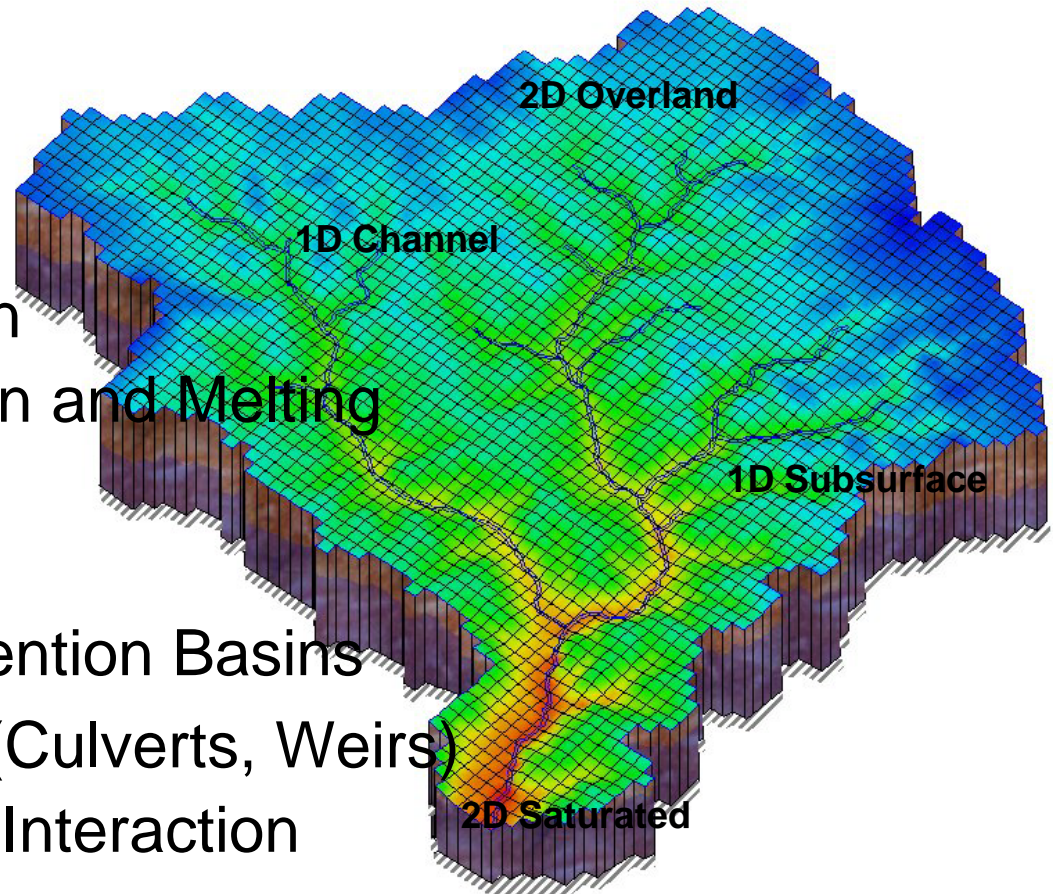 2D Overland
1D Channel
n
n and Melting
1D Subsurface
ention Basins
(Culverts, Weirs)
2D Saturated
Interaction